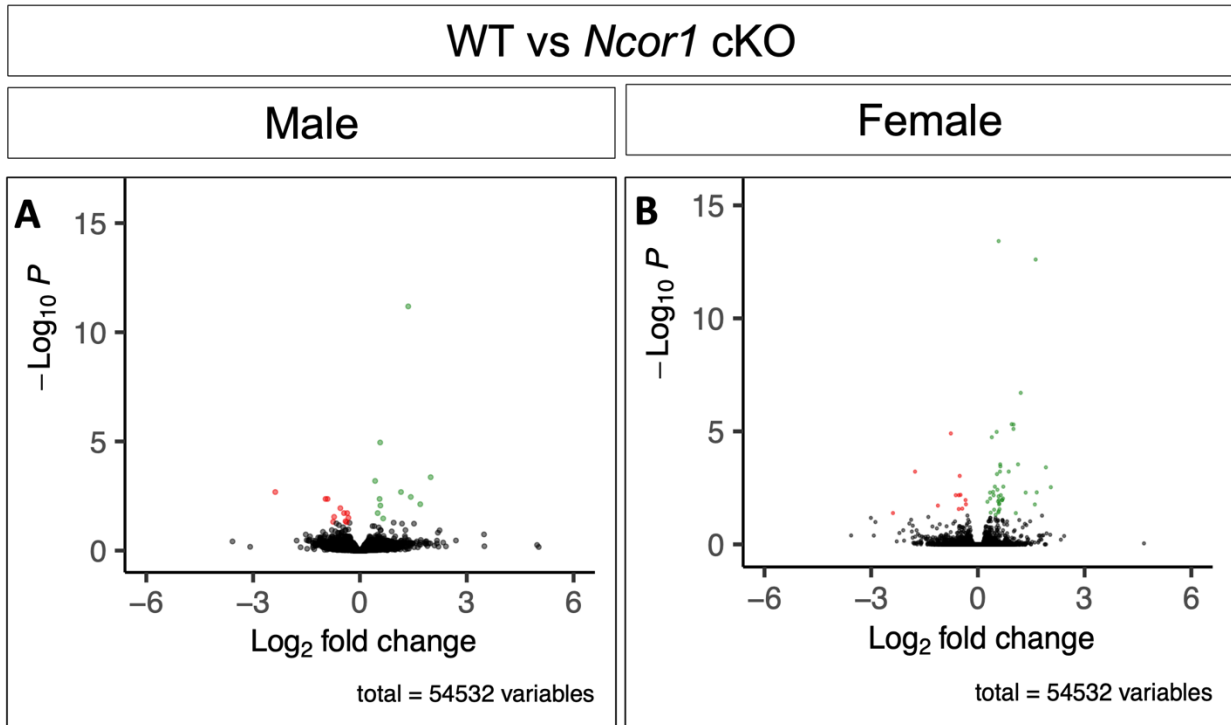 WT vs Ncor1 cKO
Male
Female
A
15
10
5
0
−Log10 P
−6
−3
0
3
6
Log2 fold change
total = 54532 variables
B
15
10
5
0
−Log10 P
−6
−3
0
3
6
Log2 fold change
total = 54532 variables